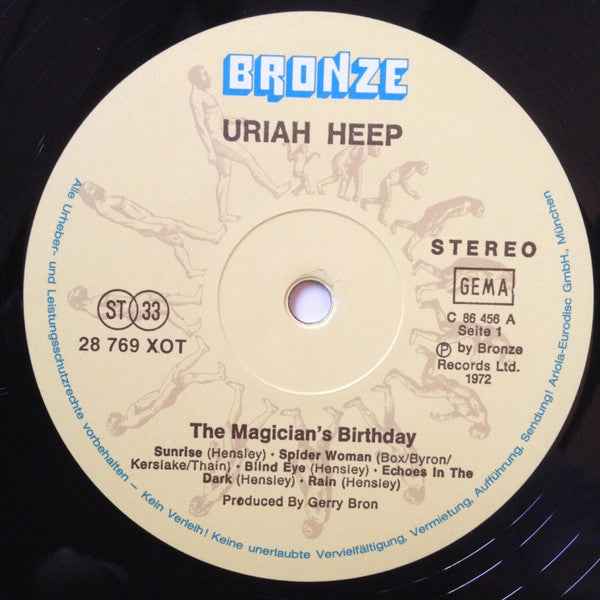 BRONZE
URIAH HEEP
STEREO
GEMA
C 86 456 A
Seite 1
℗ by Bronze
Records Ltd.
1972
ST 33
28 769 XOT
The Magician's Birthday
Sunrise (Hensley) · Spider Woman (Box/Byron/
Kerslake/Thain) · Blind Eye (Hensley) · Echoes In The
Dark (Hensley) · Rain (Hensley)
Produced By Gerry Bron
Alle Urheber- und Leistungsschutzrechte vorbehalten – Kein Verleih! Keine unerlaubte Vervielfältigung, Vermietung, Aufführung, Sendung! Ariola-Eurodisc GmbH., München